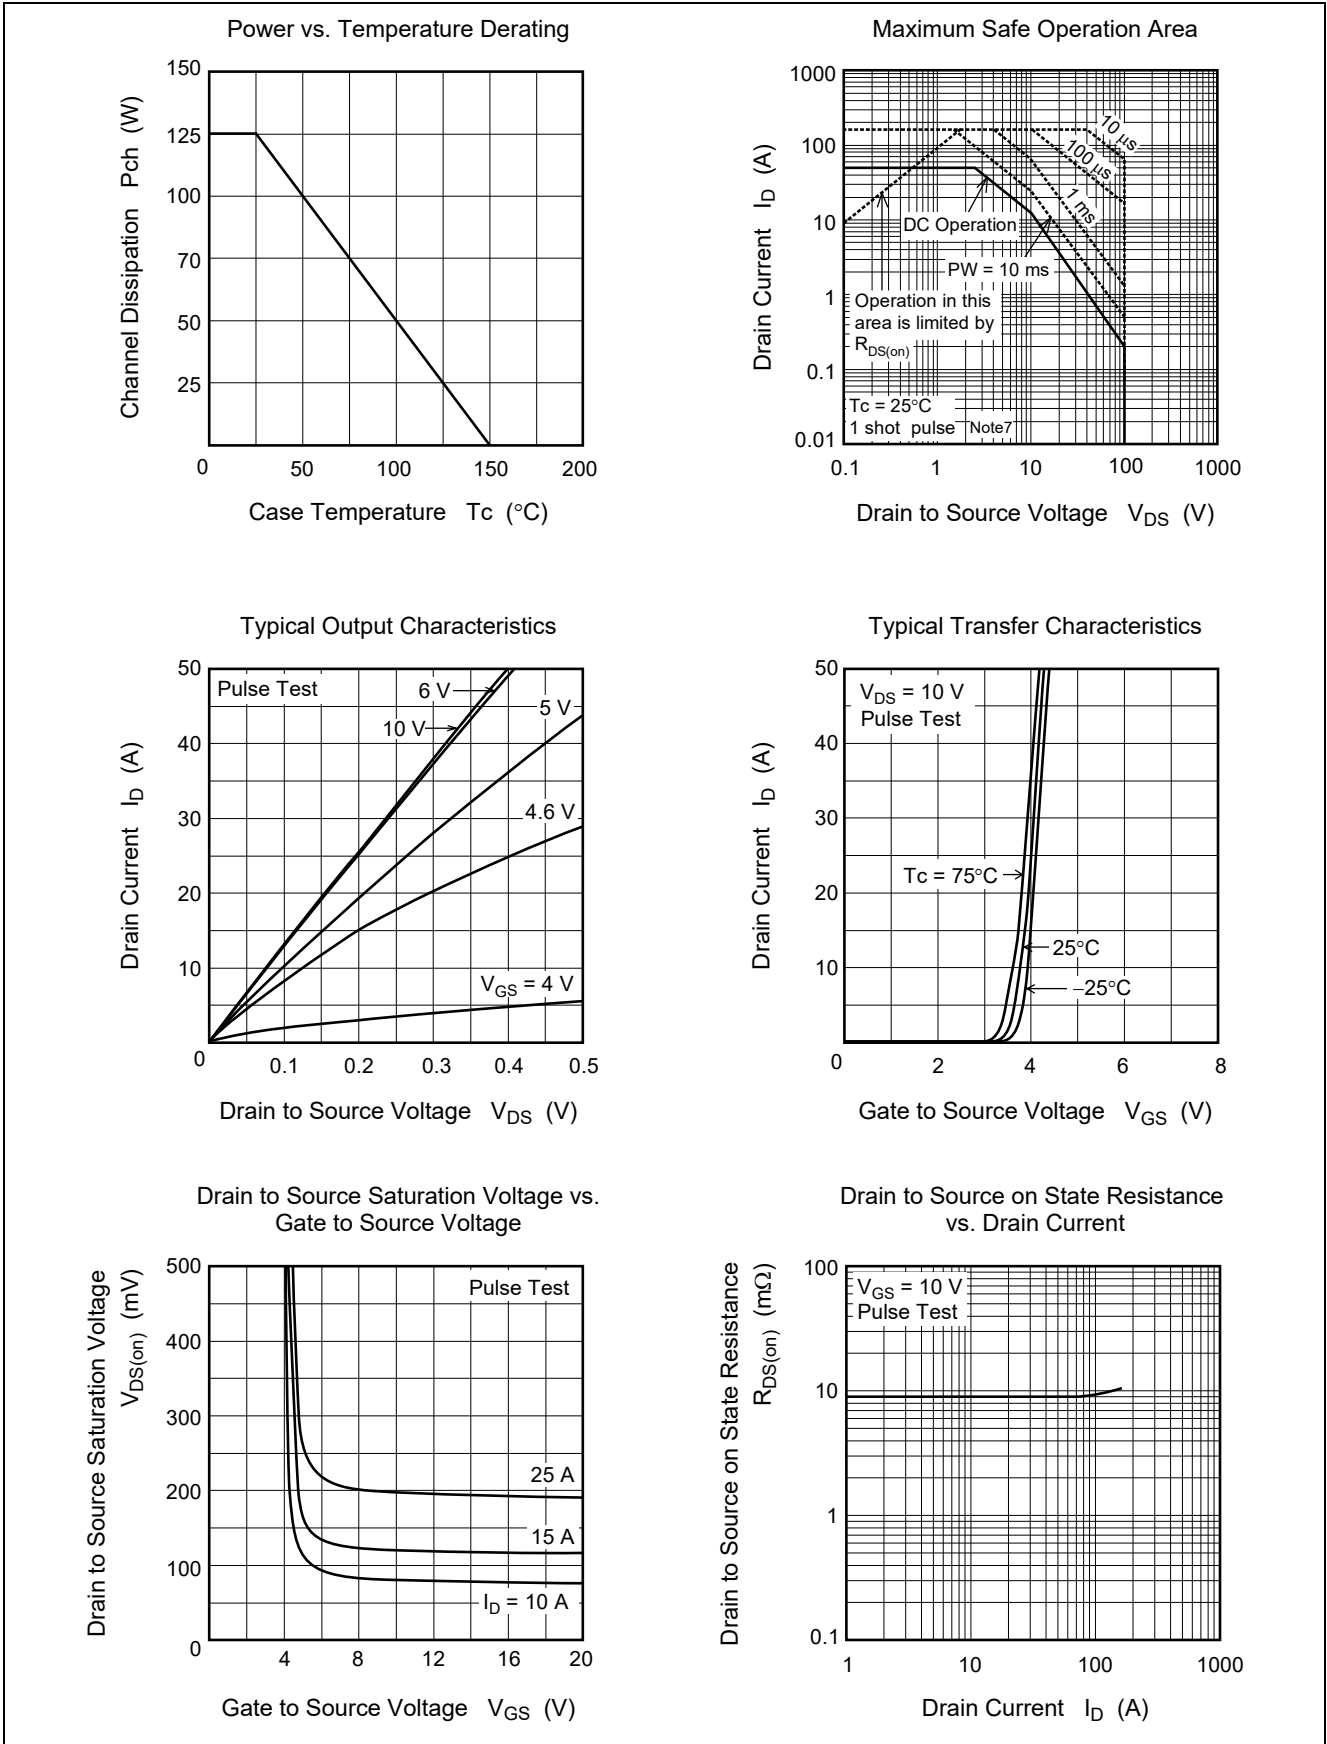 Power vs. Temperature Derating
150
125
100
70
50
25
0
50
100
150
200
Channel Dissipation Pch (W)
Case Temperature Tc (°C)
Maximum Safe Operation Area
1000
100
10
1
0.1
0.01
0.1
1
10
100
1000
Drain Current ID (A)
10 µs
100 µs
1 ms
DC Operation
PW = 10 ms
Operation in this
area is limited by
RDS(on)
Tc = 25°C
1 shot pulse Note7
Drain to Source Voltage VDS (V)
Typical Output Characteristics
50
40
30
20
10
0
0.1
0.2
0.3
0.4
0.5
Drain Current ID (A)
Pulse Test
6 V
10 V
5 V
4.6 V
VGS = 4 V
Drain to Source Voltage VDS (V)
Typical Transfer Characteristics
50
40
30
20
10
0
2
4
6
8
Drain Current ID (A)
VDS = 10 V
Pulse Test
Tc = 75°C
25°C
–25°C
Gate to Source Voltage VGS (V)
Drain to Source Saturation Voltage vs.
Gate to Source Voltage
500
400
300
200
100
0
4
8
12
16
20
Drain to Source Saturation Voltage
VDS(on) (mV)
Pulse Test
25 A
15 A
ID = 10 A
Gate to Source Voltage VGS (V)
Drain to Source on State Resistance
vs. Drain Current
100
10
1
0.1
1
10
100
1000
Drain to Source on State Resistance
RDS(on) (mΩ)
VGS = 10 V
Pulse Test
Drain Current ID (A)